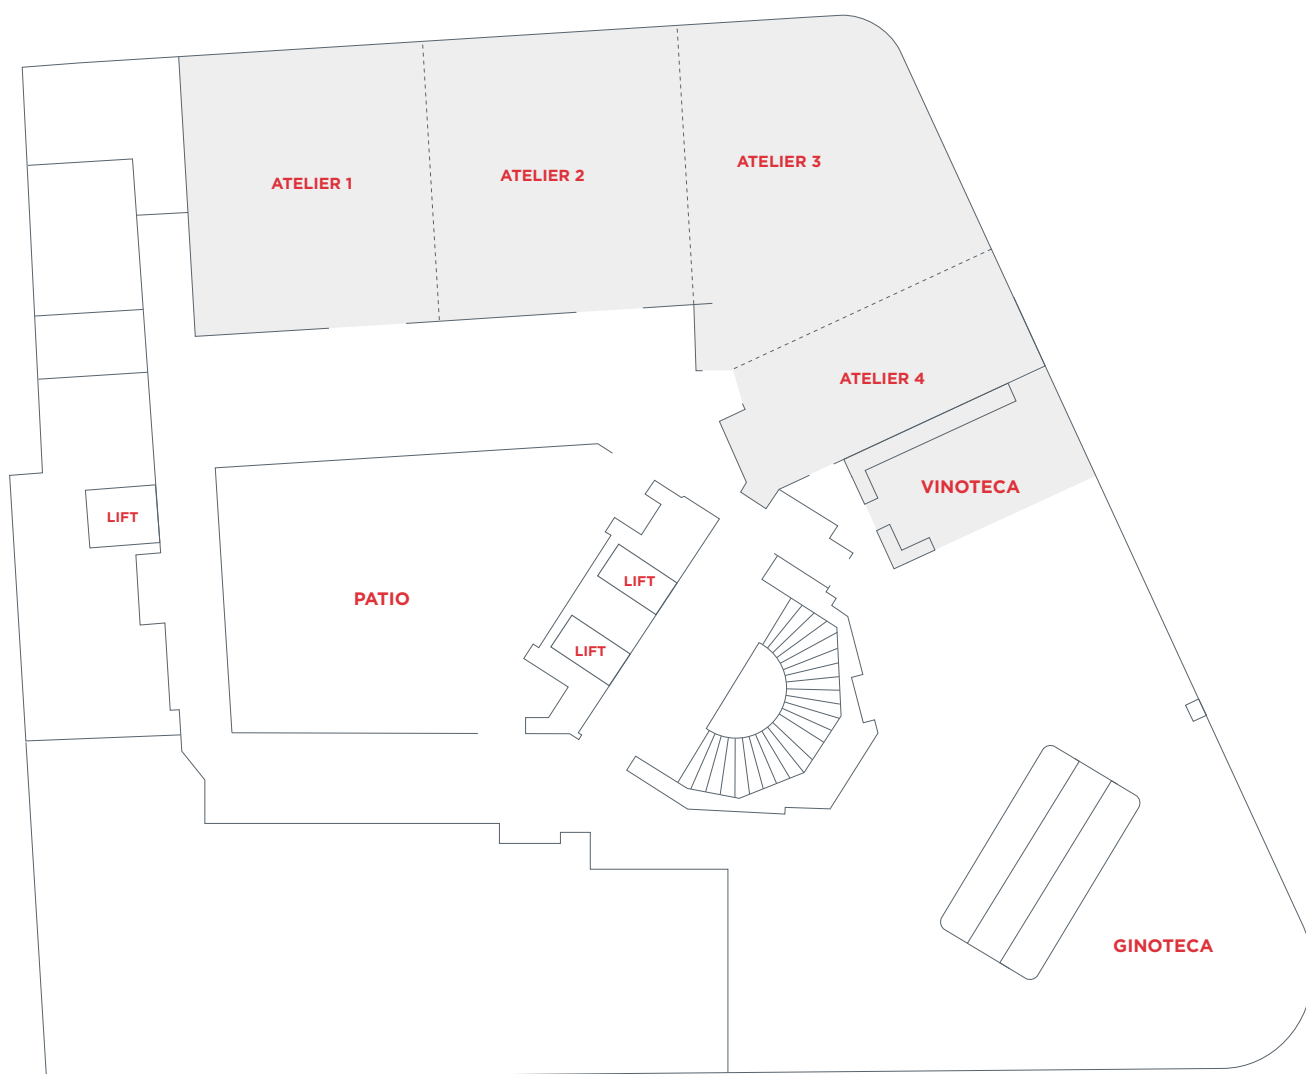 ATELIER 1
ATELIER 2
ATELIER 3
ATELIER 4
VINOTECA
LIFT
LIFT
PATIO
LIFT
GINOTECA